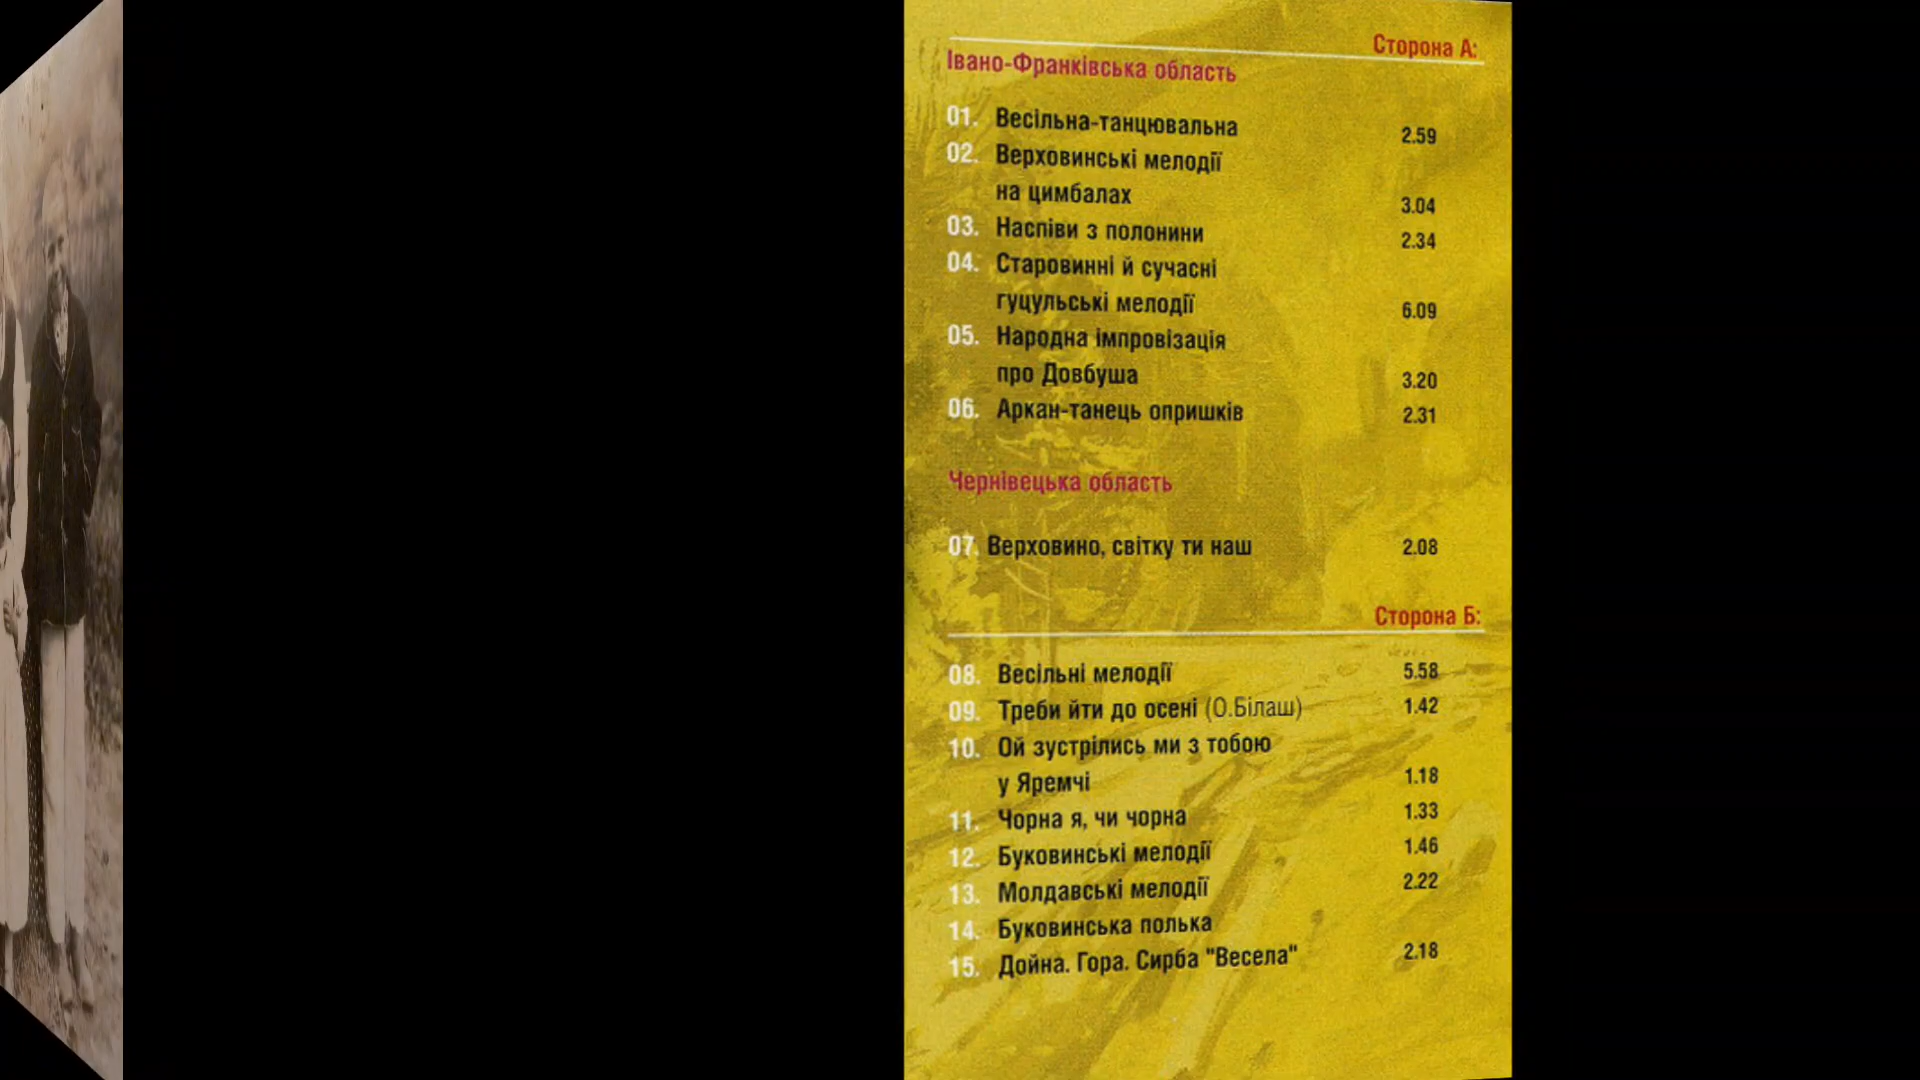 Сторона А:
Івано-Франківська область
01. Весільна-танцювальна 2.59
02. Верховинські мелодії
на цимбалах 3.04
03. Наспіви з полонини 2.34
04. Старовинні й сучасні
гуцульські мелодії 6.09
05. Народна імпровізація
про Довбуша 3.20
06. Аркан-танець опришків 2.31
Чернівецька область
07. Верховино, світку ти наш 2.08
Сторона Б:
08. Весільні мелодії 5.58
09. Треби йти до осені (О.Білаш) 1.42
10. Ой зустрілись ми з тобою
у Яремчі 1.18
11. Чорна я, чи чорна 1.33
12. Буковинські мелодії 1.46
13. Молдавські мелодії 2.22
14. Буковинська полька
15. Дойна. Гора. Сирба "Весела" 2.18